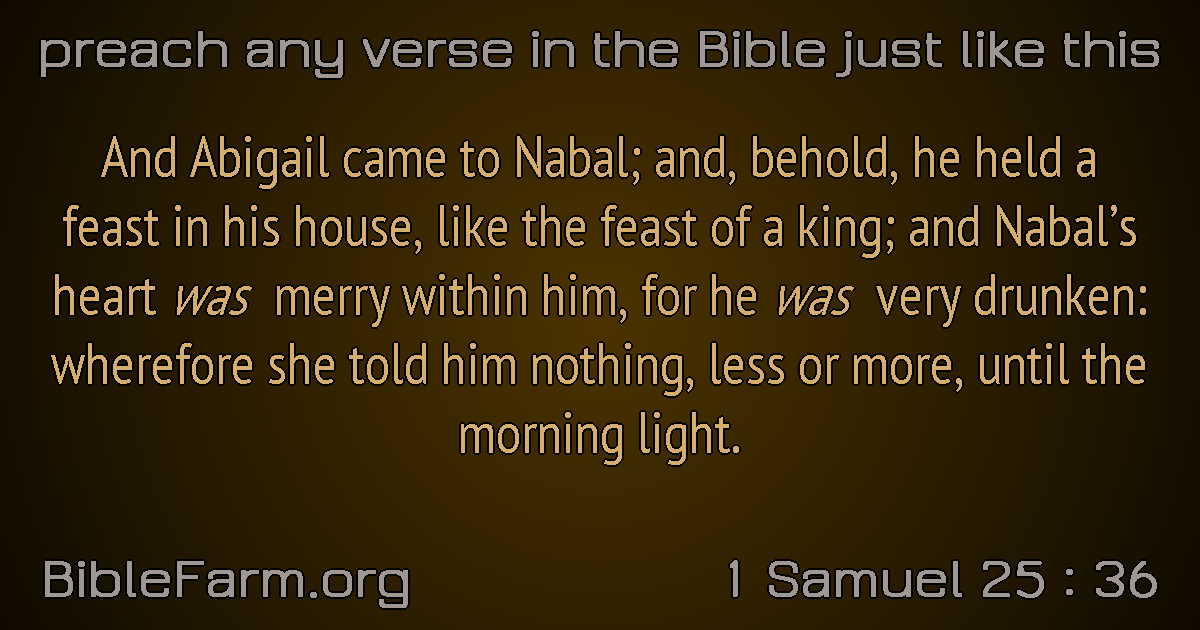 preach any verse in the Bible just like this
And Abigail came to Nabal; and, behold, he held a
feast in his house, like the feast of a king; and Nabal’s
heart was merry within him, for he was very drunken:
wherefore she told him nothing, less or more, until the
morning light.
BibleFarm.org
1 Samuel 25 : 36